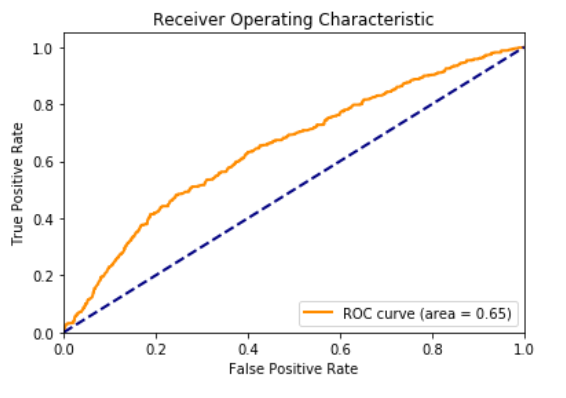 Receiver Operating Characteristic
1.0
0.8
0.6
0.4
0.2
0.0
True Positive Rate
ROC curve (area = 0.65)
0.0 0.2 0.4 0.6 0.8 1.0
False Positive Rate